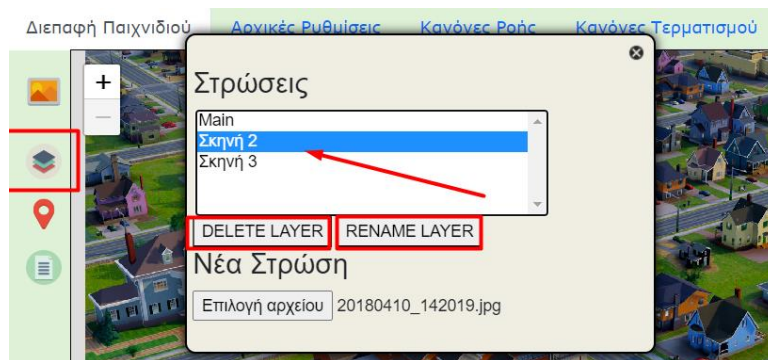 Διεπαφή Παιχνιδιού Αρχικές Ρυθμίσεις Κανόνες Ροής Κανόνες Τερματισμού
+
Στρώσεις
−
Main
Σκηνή 2
Σκηνή 3
DELETE LAYER RENAME LAYER
Νέα Στρώση
Επιλογή αρχείου 20180410_142019.jpg